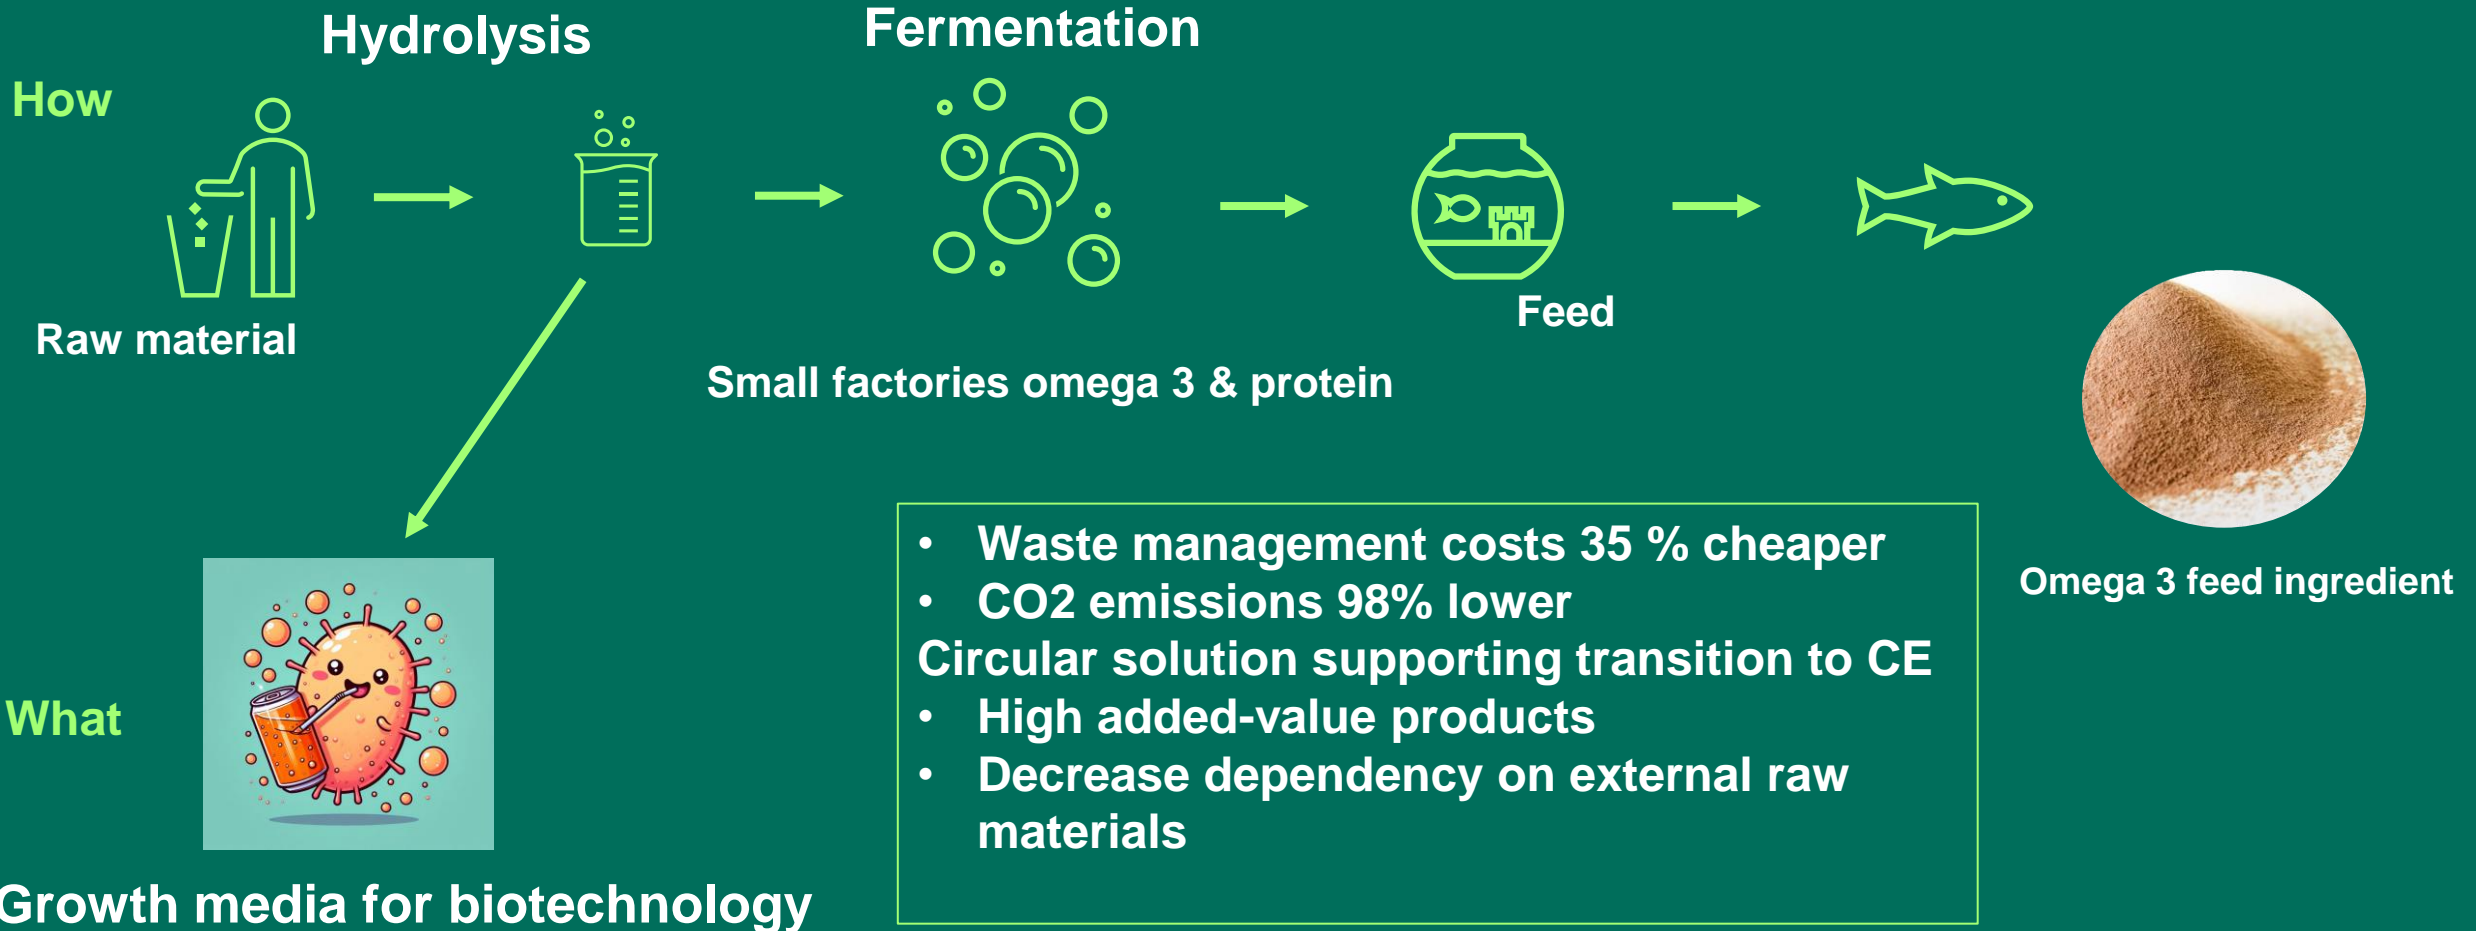 Hydrolysis
Fermentation
How
Raw material
Feed
Small factories omega 3 & protein
• Waste management costs 35 % cheaper
• CO2 emissions 98% lower
Circular solution supporting transition to CE
• High added-value products
• Decrease dependency on external raw
materials
Omega 3 feed ingredient
What
Growth media for biotechnology